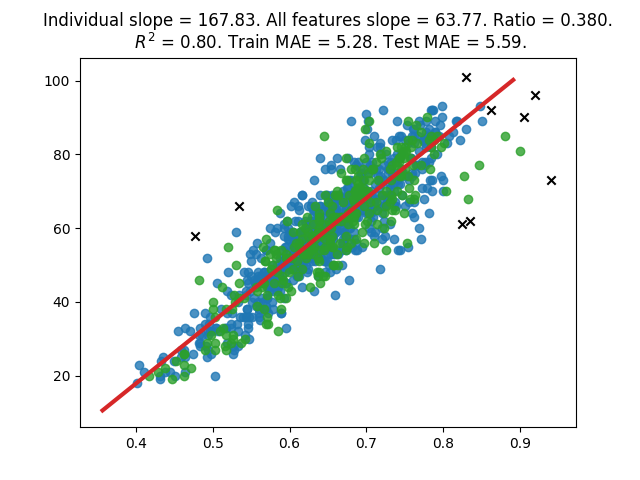 Individual slope = 167.83. All features slope = 63.77. Ratio = 0.380.
R² = 0.80. Train MAE = 5.28. Test MAE = 5.59.
100
80
60
40
20
0.4 0.5 0.6 0.7 0.8 0.9